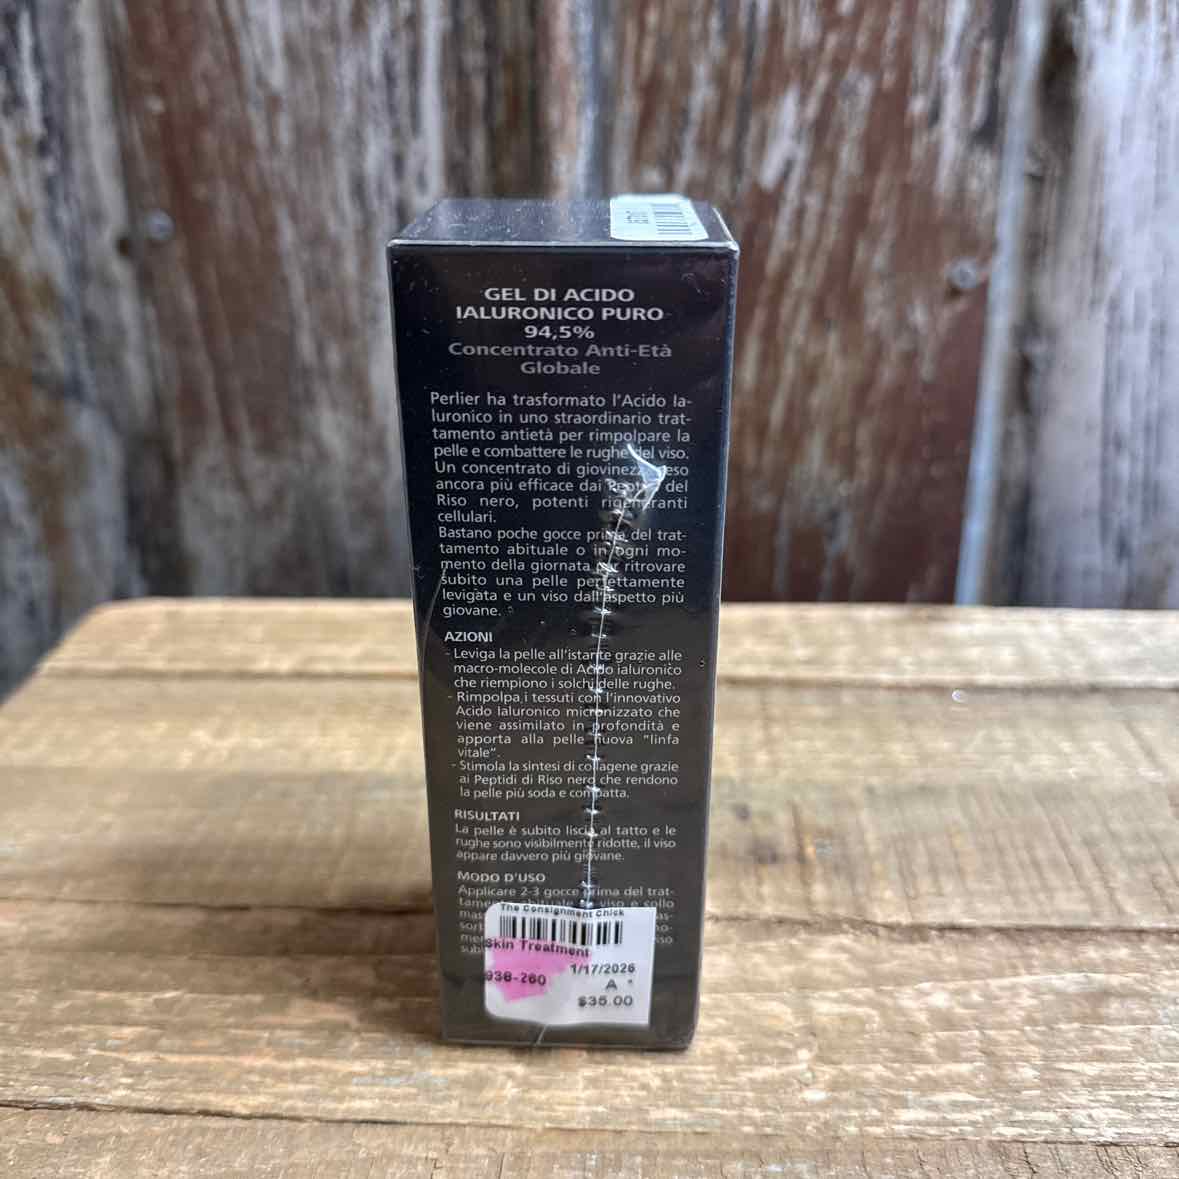 GEL DI ACIDO
IALURONICO PURO
94,5%
Concentrato Anti-Età
Globale
Perlier ha trasformato l'Acido Ia-
luronico in uno straordinario trat-
tamento antietà per rimpolpare la
pelle e combattere le rughe del viso.
Un concentrato di giovinezza reso
ancora più efficace dai Peptidi del
Riso nero, potenti rigeneranti
cellulari.
Bastano poche gocce prima del trat-
tamento abituale o in ogni mo-
mento della giornata per ritrovare
subito una pelle perfettamente
levigata e un viso dall'aspetto più
giovane.
AZIONI
- Leviga la pelle all'istante grazie alle
macro-molecole di Acido ialuronico
che riempiono i solchi delle rughe.
- Rimpolpa i tessuti con l'innovativo
Acido Ialuronico micronizzato che
viene assimilato in profondità e
apporta alla pelle nuova "linfa
vitale".
- Stimola la sintesi di collagene grazie
ai Peptidi di Riso nero che rendono
la pelle più soda e compatta.
RISULTATI
La pelle è subito liscia al tatto e le
rughe sono visibilmente ridotte, il viso
appare davvero più giovane.
MODO D'USO
Applicare 2-3 gocce prima del trat-
viso e collo
The Consignment Chick
Skin Treatment
936-260 1/17/2026
A *
$35.00